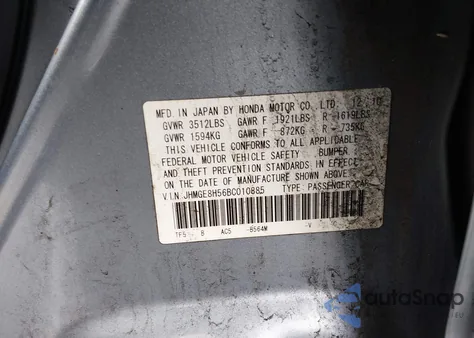 MFD. IN JAPAN BY HONDA MOTOR CO., LTD. 12/10
GVWR 3512LBS GAWR F 1921LBS R 1619LBS
GVWR 1594KG GAWR F 872KG R 735KG
THIS VEHICLE CONFORMS TO ALL APPLICABLE
FEDERAL MOTOR VEHICLE SAFETY BUMPER
AND THEFT PREVENTION STANDARDS IN EFFECT
ON THE DATE OF MANUFACTURE SHOWN ABOVE.
V.I.N.:JHMGE8H56BC010885 TYPE: PASSENGER CAR
B AC5 -V
autoSnap